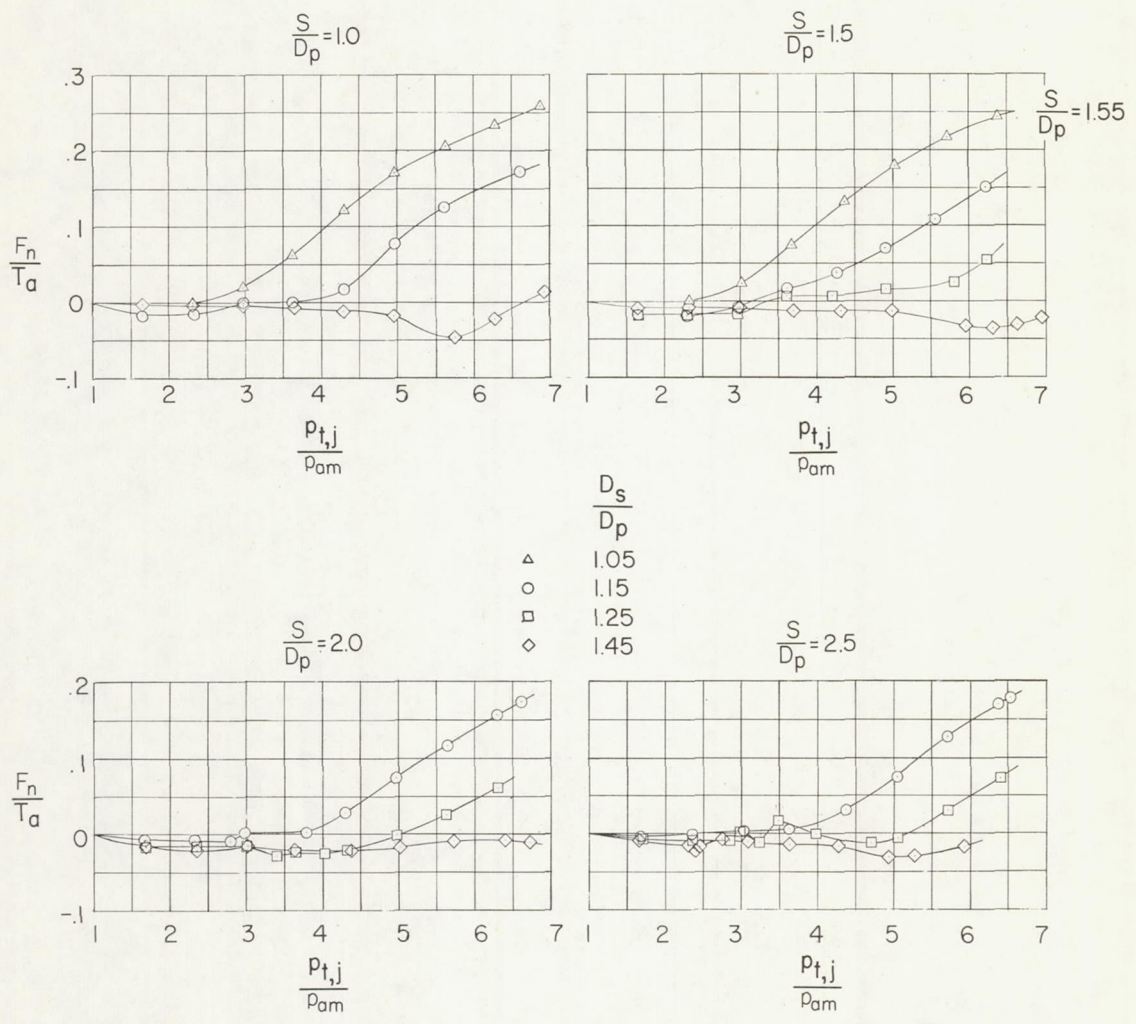 S/Dp =1.0
S/Dp =1.5
.3
.2
.1
0
-.1
Fn/Ta
S/Dp =1.55
1 2 3 4 5 6 7
1 2 3 4 5 6 7
pt,j/pam
pt,j/pam
Ds/Dp
1.05
1.15
1.25
1.45
S/Dp =2.0
S/Dp =2.5
.2
.1
0
-.1
Fn/Ta
1 2 3 4 5 6 7
1 2 3 4 5 6 7
pt,j/pam
pt,j/pam